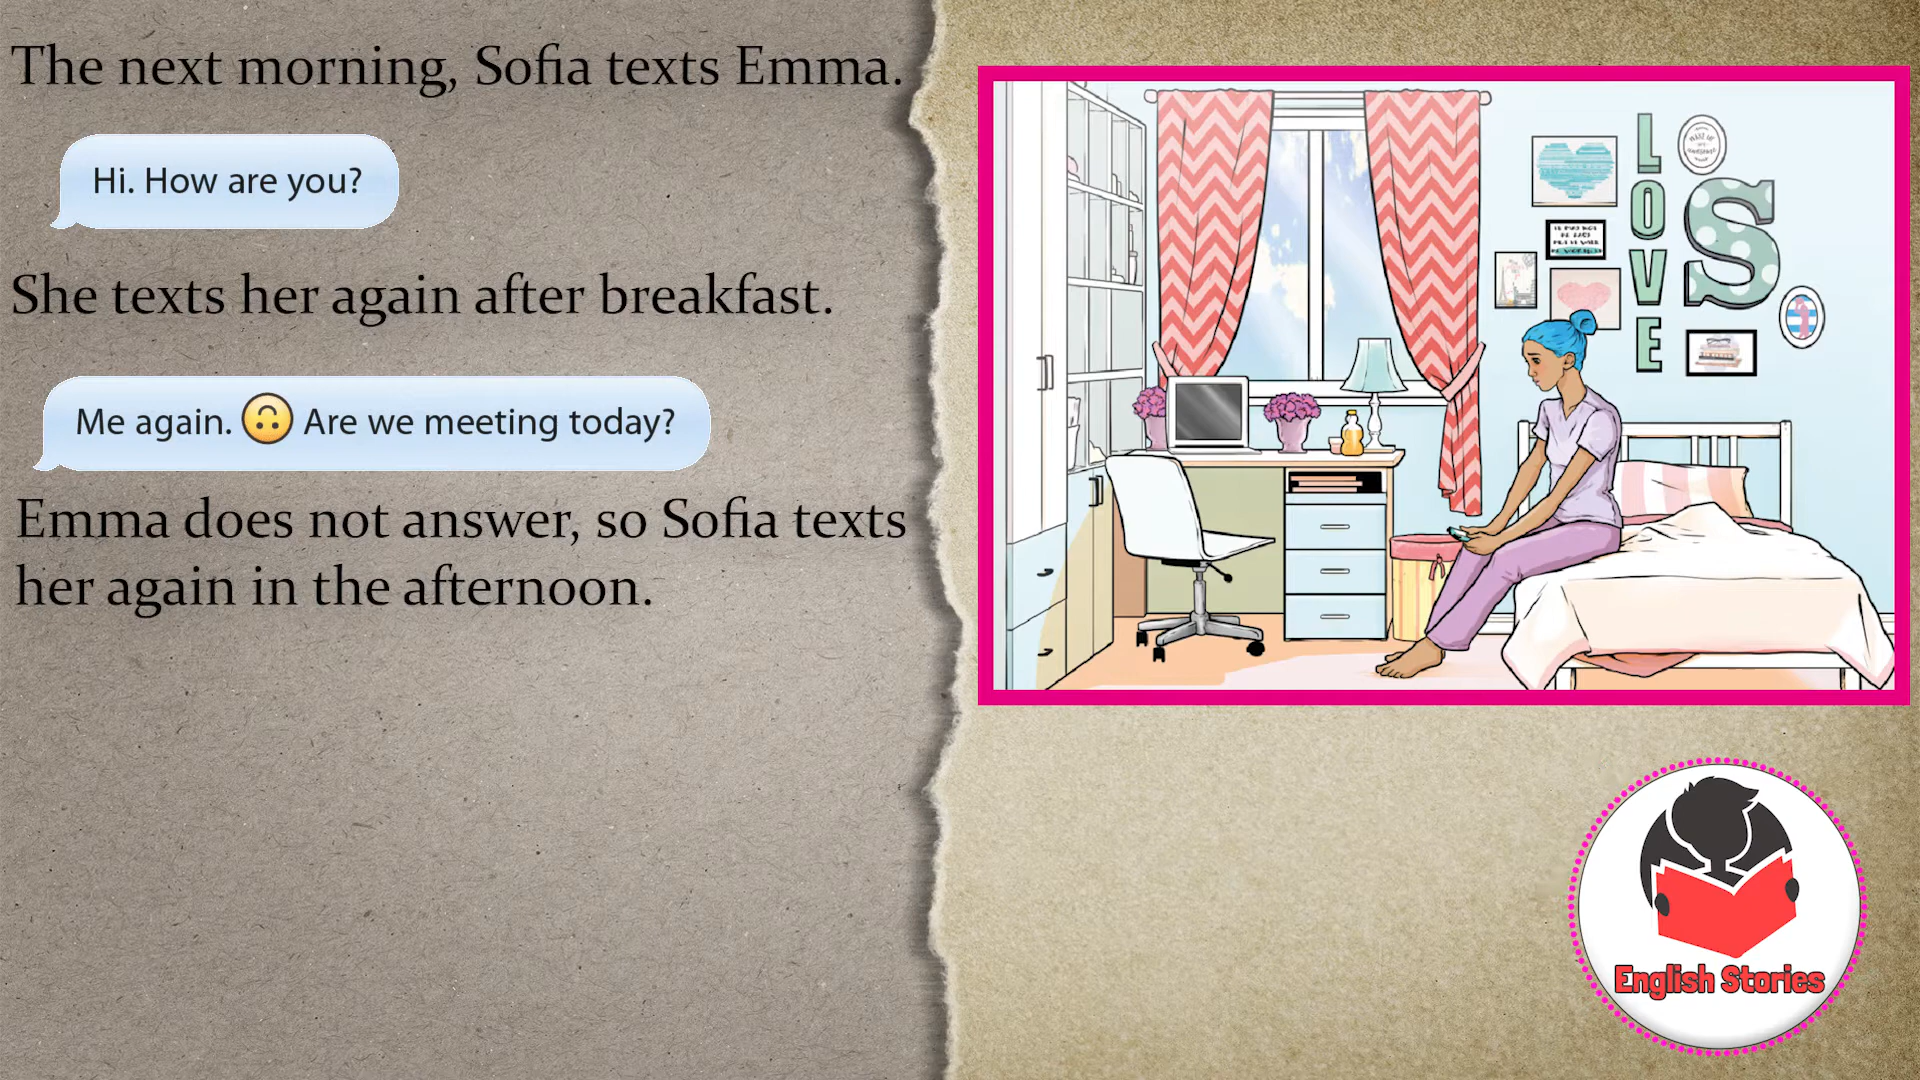 The next morning, Sofia texts Emma.
Hi. How are you?
She texts her again after breakfast.
Me again. 🙃 Are we meeting today?
Emma does not answer, so Sofia texts
her again in the afternoon.
LOVE
S
English Stories